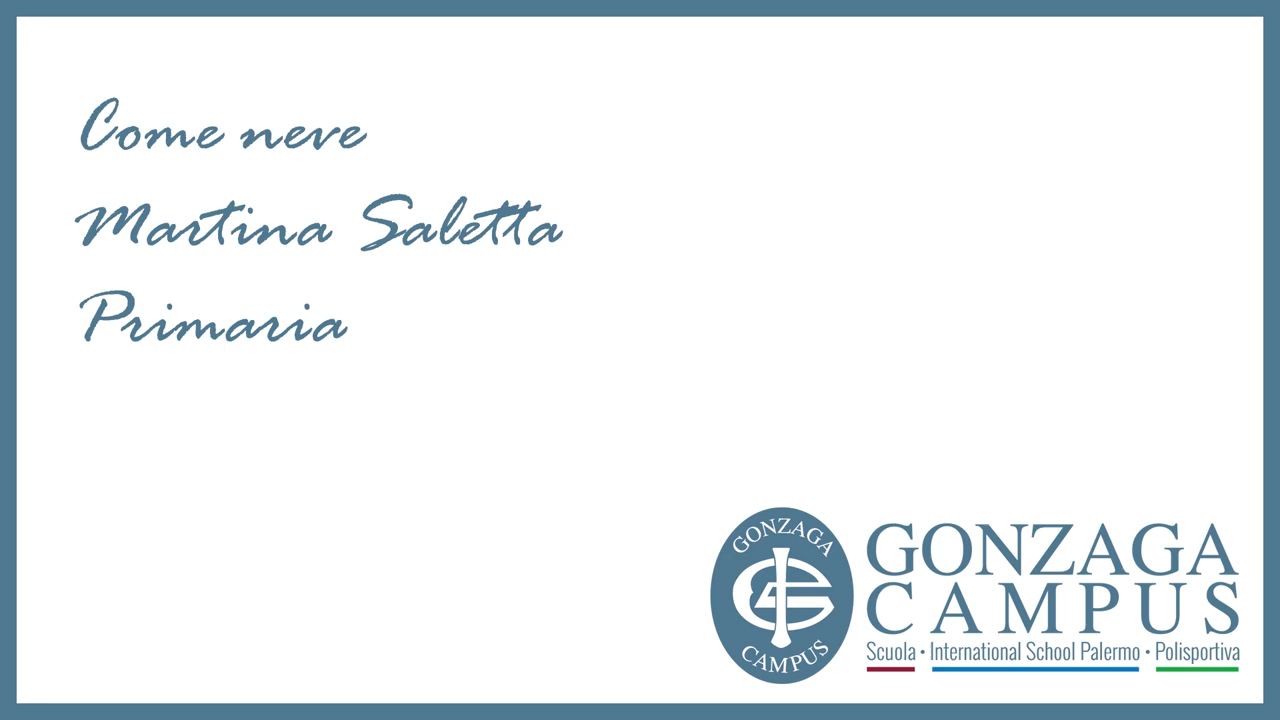 Come neve
Martina Saletta
Primaria
GONZAGA
CAMPUS
GONZAGA
CAMPUS
Scuola • International School Palermo • Polisportiva